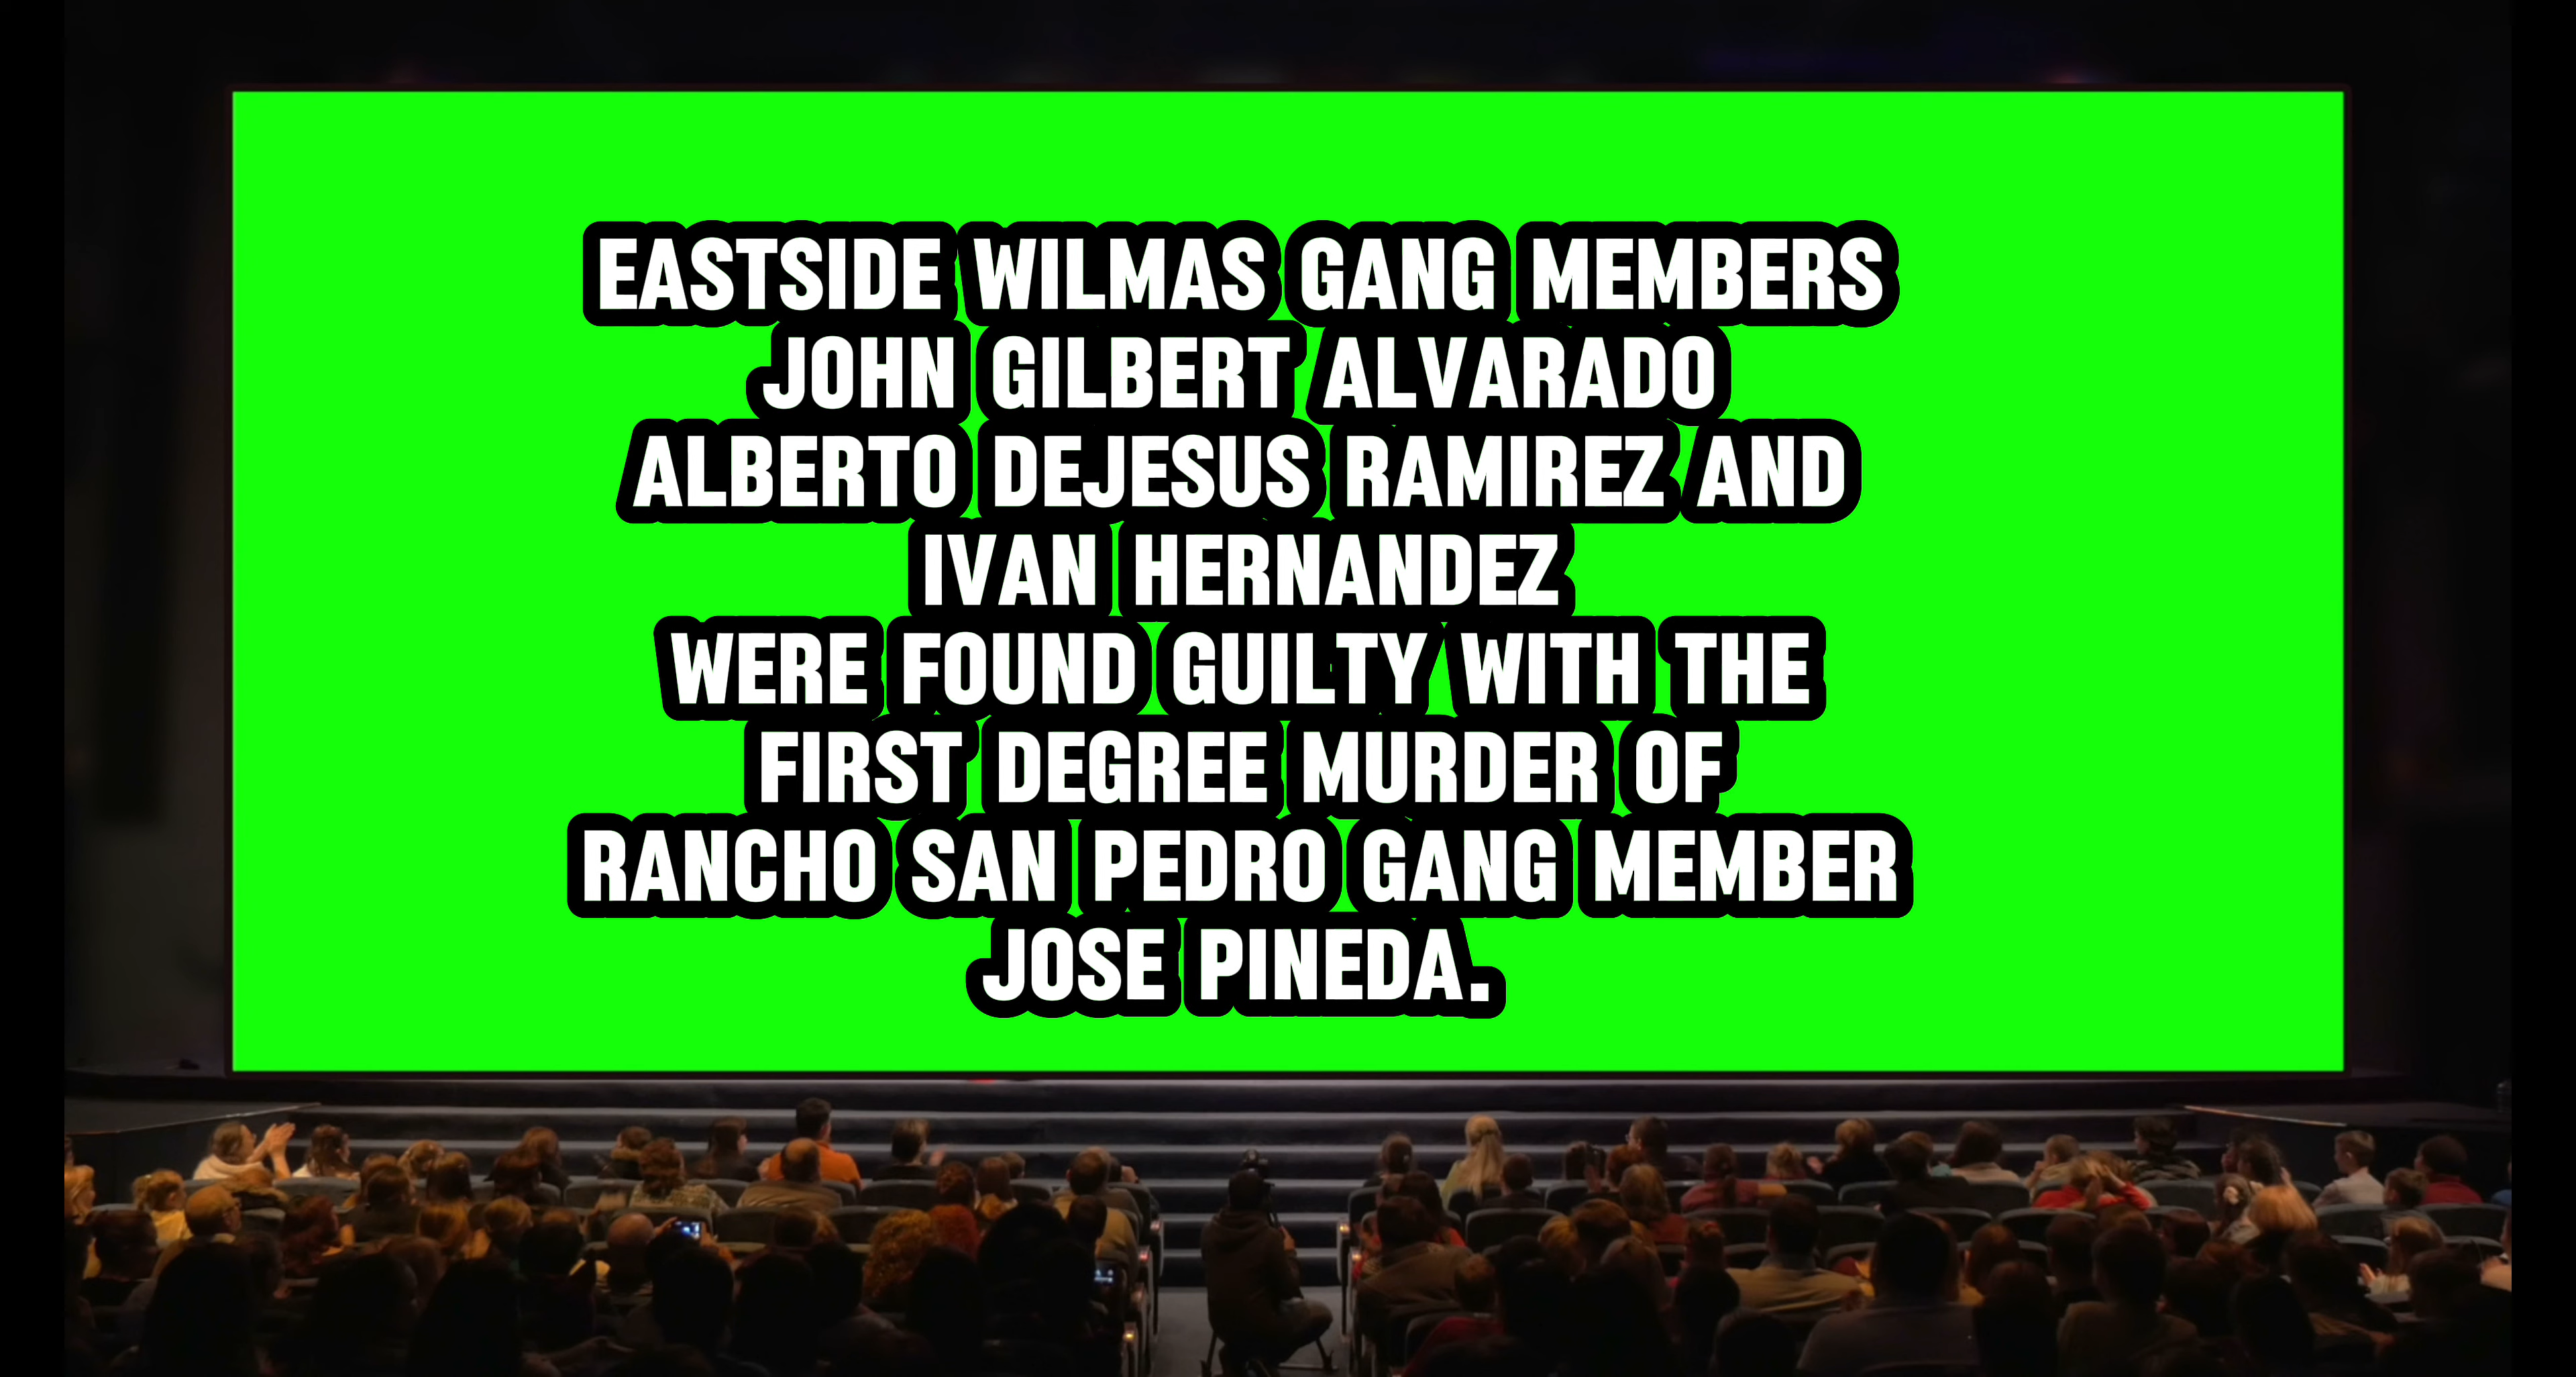 EASTSIDE WILMAS GANG MEMBERS
JOHN GILBERT ALVARADO
ALBERTO DEJESUS RAMIREZ AND
IVAN HERNANDEZ
WERE FOUND GUILTY WITH THE
FIRST DEGREE MURDER OF
RANCHO SAN PEDRO GANG MEMBER
JOSE PINEDA.